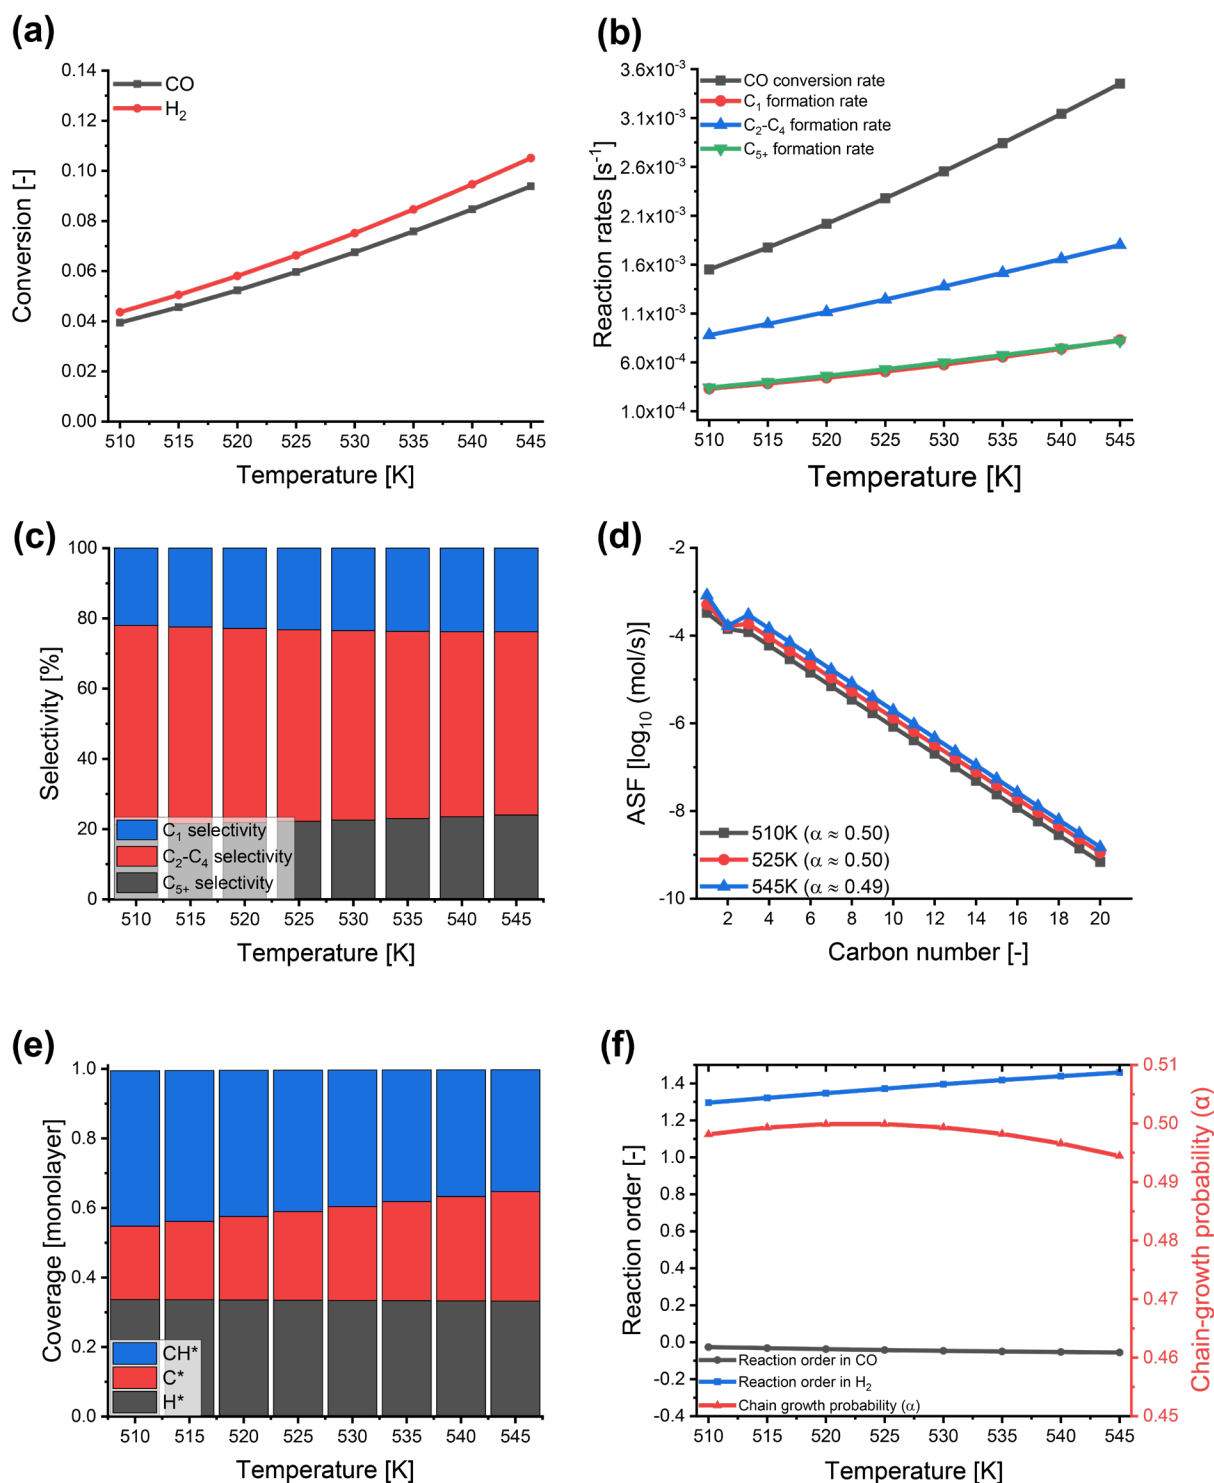 (a)
0.14
0.12
0.10
0.08
0.06
0.04
0.02
0.00
Conversion [-]
CO
H₂
510 515 520 525 530 535 540 545
Temperature [K]
(b)
3.6x10⁻³
3.1x10⁻³
2.6x10⁻³
2.1x10⁻³
1.6x10⁻³
1.1x10⁻³
6.0x10⁻⁴
1.0x10⁻⁴
Reaction rates [s⁻¹]
CO conversion rate
C₁ formation rate
C₂-C₄ formation rate
C₅₊ formation rate
510 515 520 525 530 535 540 545
Temperature [K]
(c)
100
80
60
40
20
0
Selectivity [%]
C₁ selectivity
C₂-C₄ selectivity
C₅₊ selectivity
510 515 520 525 530 535 540 545
Temperature [K]
(d)
-2
-4
-6
-8
-10
ASF [log₁₀ (mol/s)]
510K (α ≈ 0.50)
525K (α ≈ 0.50)
545K (α ≈ 0.49)
2 4 6 8 10 12 14 16 18 20
Carbon number [-]
(e)
1.0
0.8
0.6
0.4
0.2
0.0
Coverage [monolayer]
CH*
C*
H*
510 515 520 525 530 535 540 545
Temperature [K]
(f)
1.4
1.2
1.0
0.8
0.6
0.4
0.2
0.0
-0.2
-0.4
Reaction order [-]
Reaction order in CO
Reaction order in H₂
Chain growth probability (α)
510 515 520 525 530 535 540 545
Temperature [K]
0.51
0.50
0.49
0.48
0.47
0.46
0.45
Chain-growth probability (α)